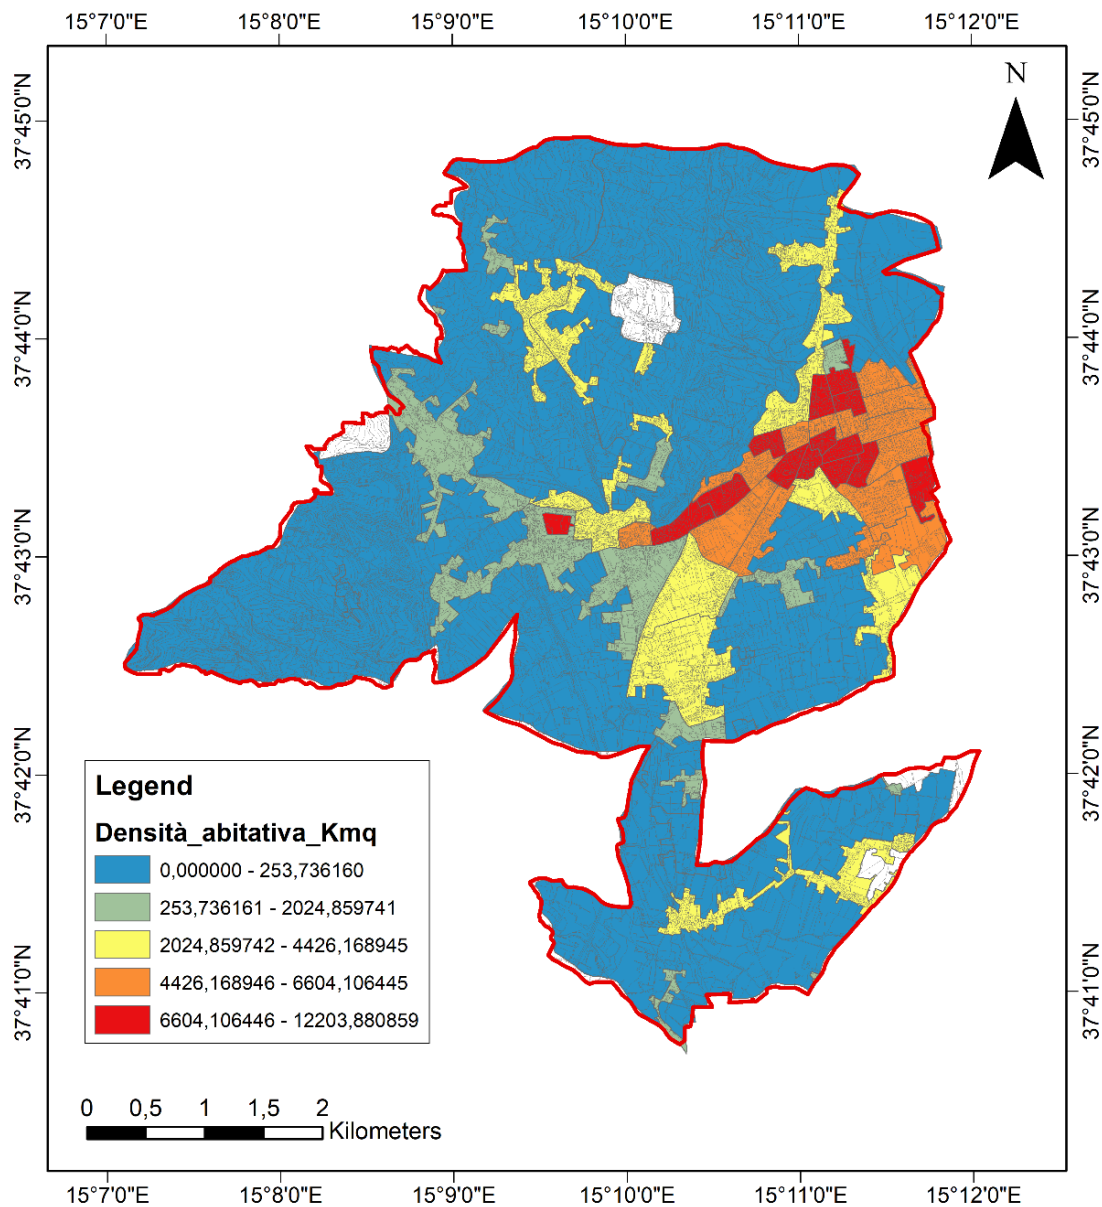 15°7'0"E 15°8'0"E 15°9'0"E 15°10'0"E 15°11'0"E 15°12'0"E
N
37°45'0"N 37°45'0"N
37°44'0"N 37°44'0"N
37°43'0"N 37°43'0"N
37°42'0"N 37°42'0"N
Legend
Densità_abitativa_Kmq
0,000000 - 253,736160
253,736161 - 2024,859741
2024,859742 - 4426,168945
4426,168946 - 6604,106445
6604,106446 - 12203,880859
37°41'0"N 37°41'0"N
0 0,5 1 1,5 2
Kilometers
15°7'0"E 15°8'0"E 15°9'0"E 15°10'0"E 15°11'0"E 15°12'0"E